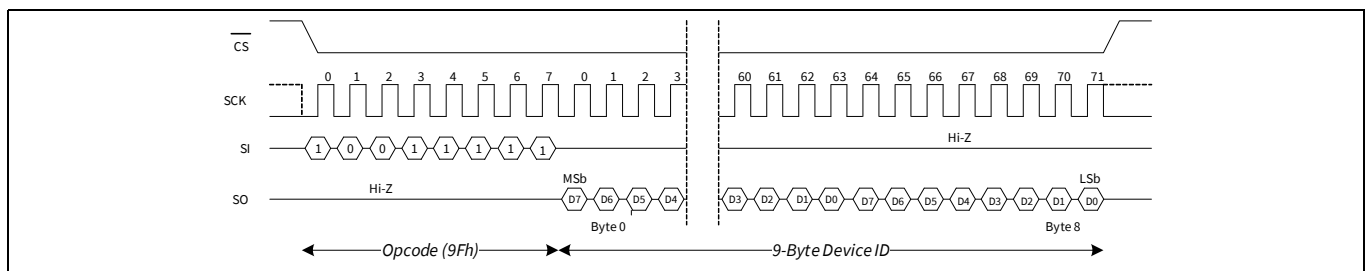 CS
0 1 2 3 4 5 6 7 0 1 2 3 60 61 62 63 64 65 66 67 68 69 70 71
SCK
Hi-Z
SI 1 0 0 1 1 1 1 1
MSb LSb
Hi-Z
SO D7 D6 D5 D4 D3 D2 D1 D0 D7 D6 D5 D4 D3 D2 D1 D0
Byte 0 Byte 8
Opcode (9Fh) 9-Byte Device ID